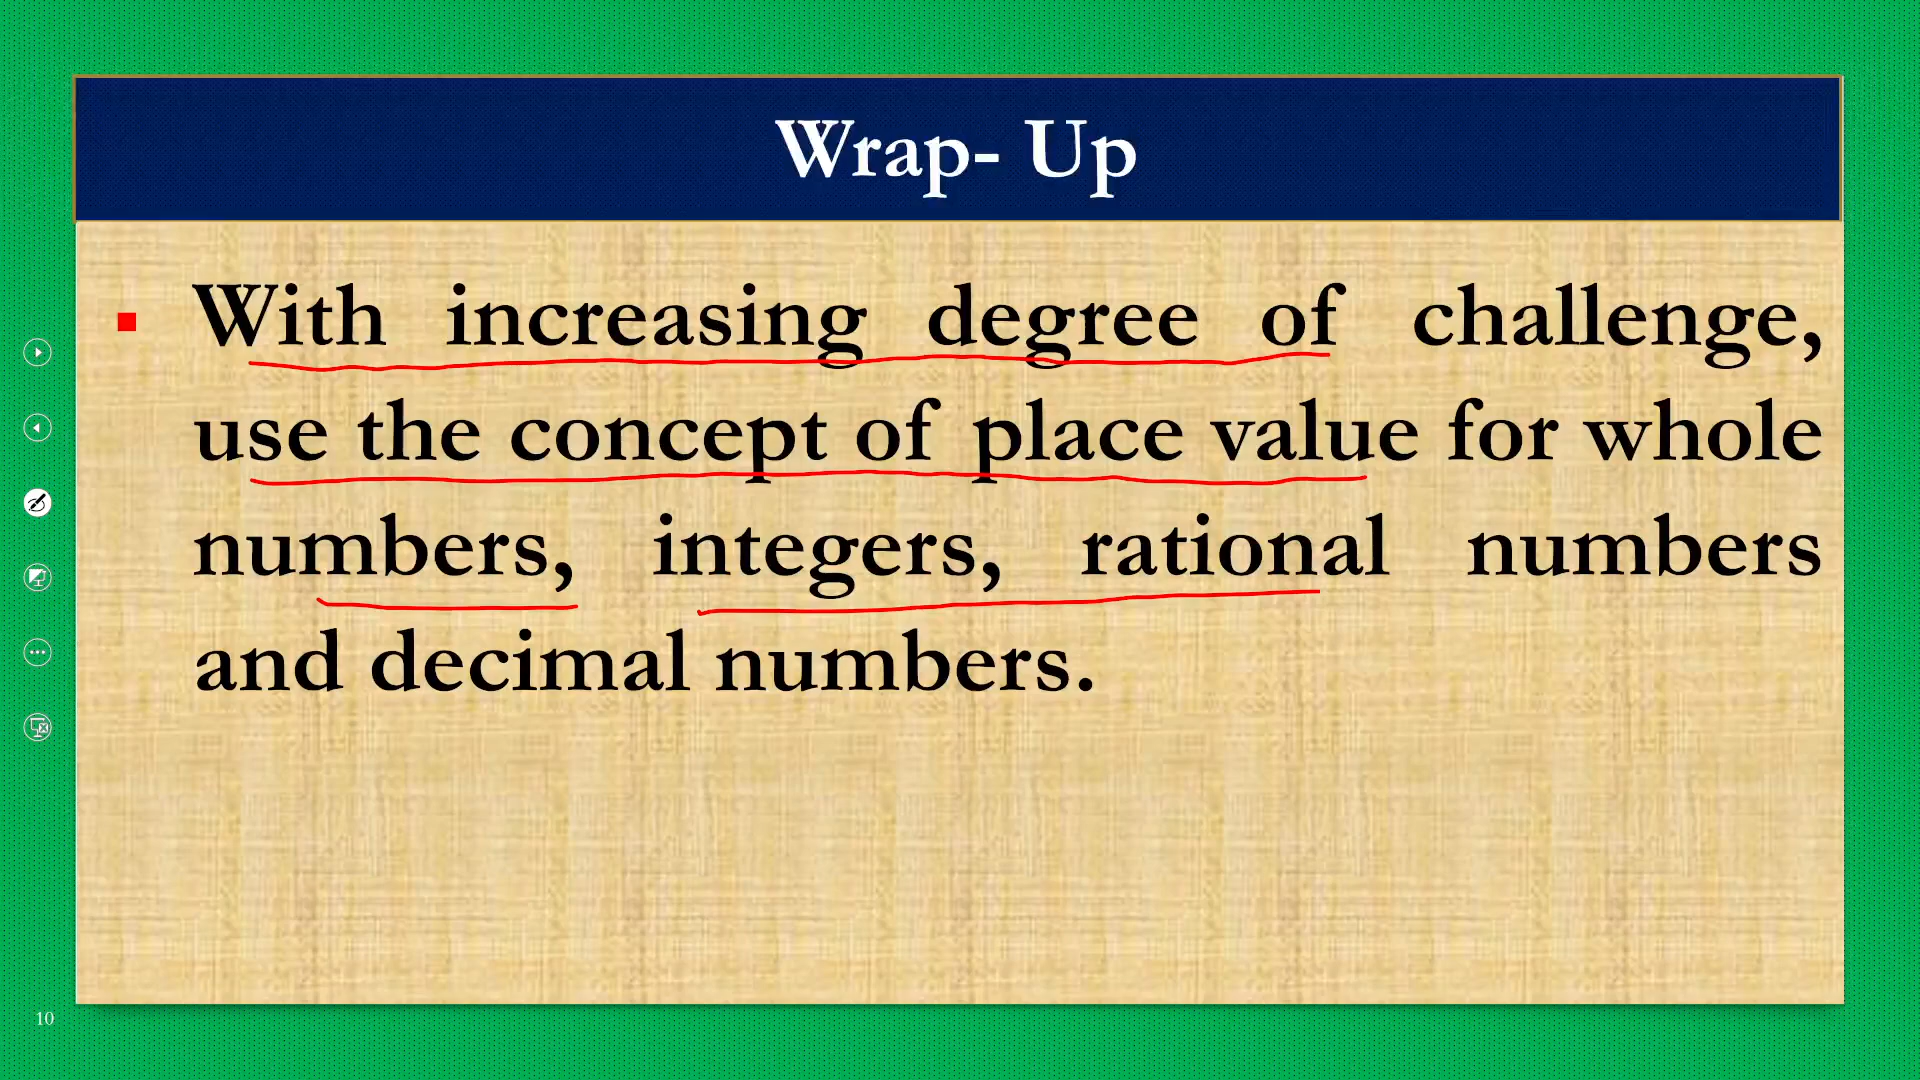 Wrap- Up
With increasing degree of challenge,
use the concept of place value for whole
numbers, integers, rational numbers
and decimal numbers.
10